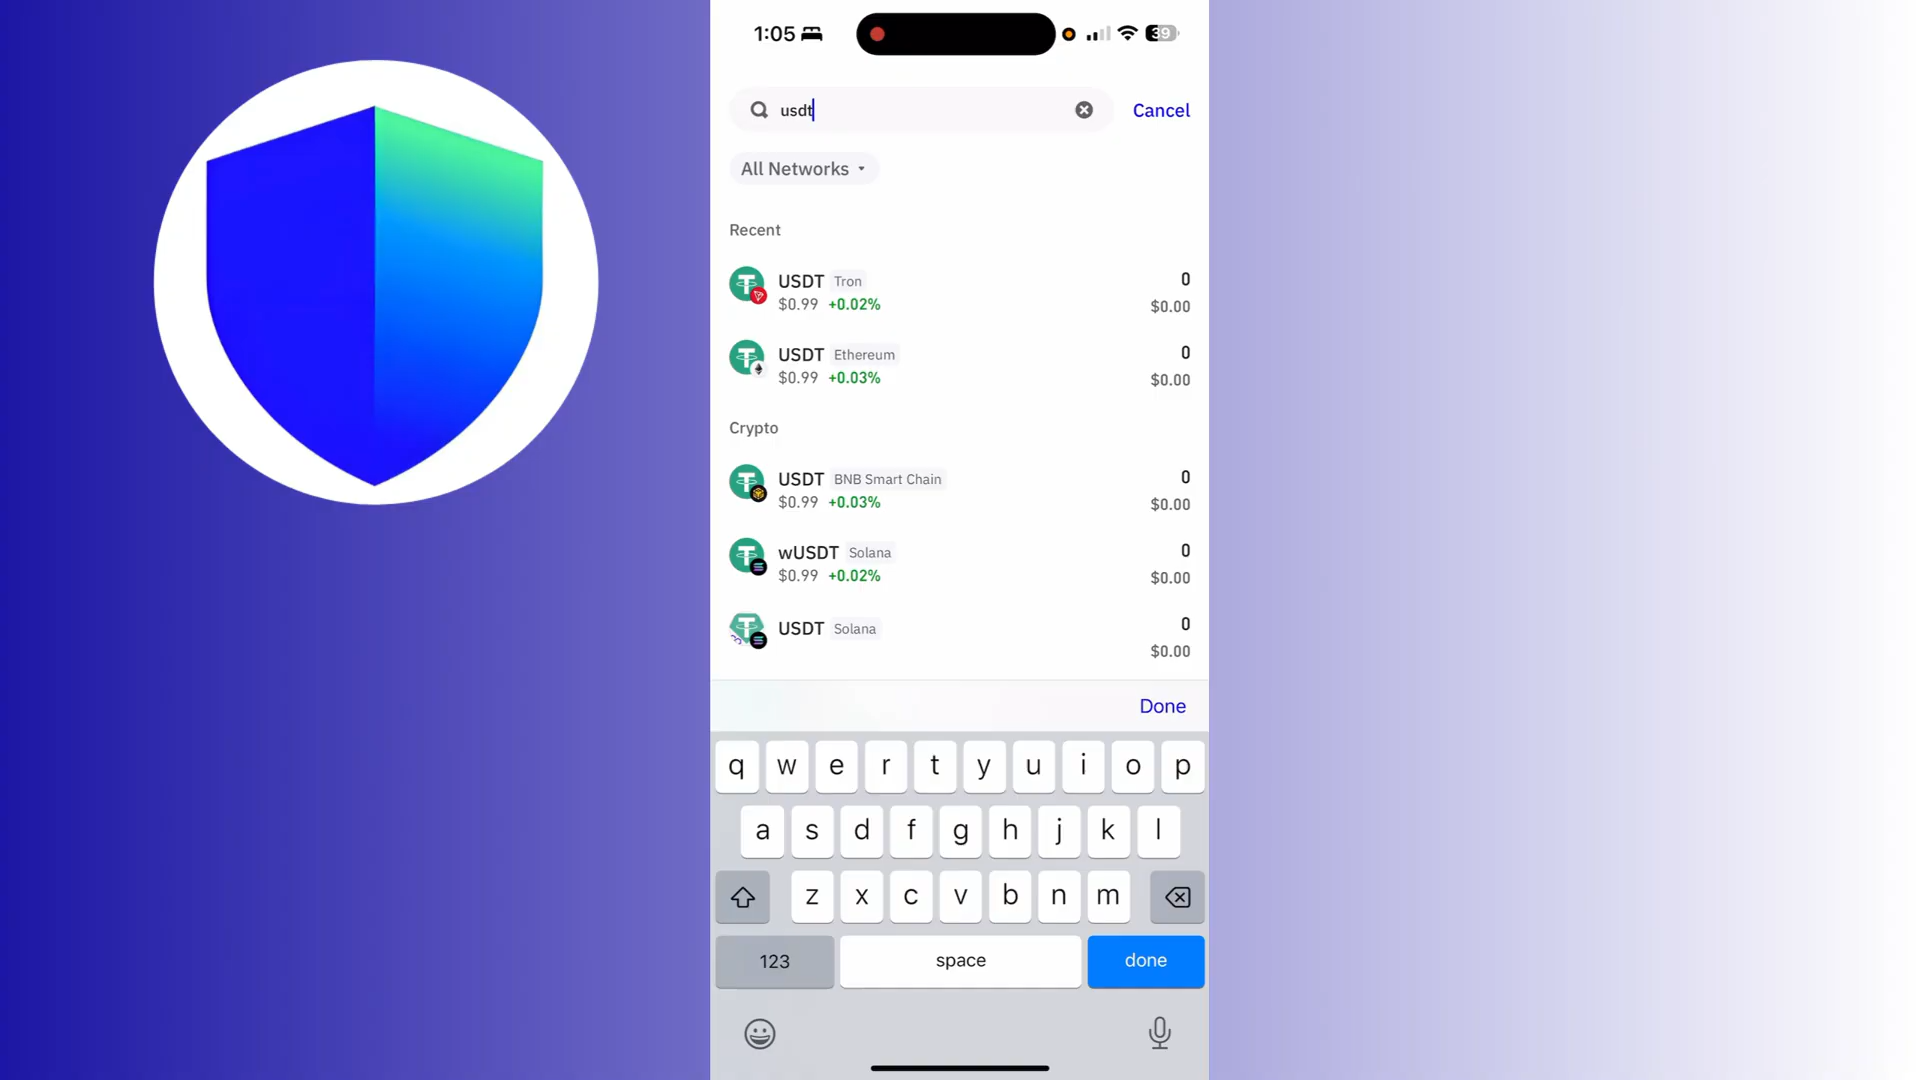 1:05
39
usdt
Cancel
All Networks
Recent
USDT Tron 0
$0.99 +0.02% $0.00
USDT Ethereum 0
$0.99 +0.03% $0.00
Crypto
USDT BNB Smart Chain 0
$0.99 +0.03% $0.00
wUSDT Solana 0
$0.99 +0.02% $0.00
USDT Solana 0
$0.00
Done
q w e r t y u i o p
a s d f g h j k l
z x c v b n m
123 space done